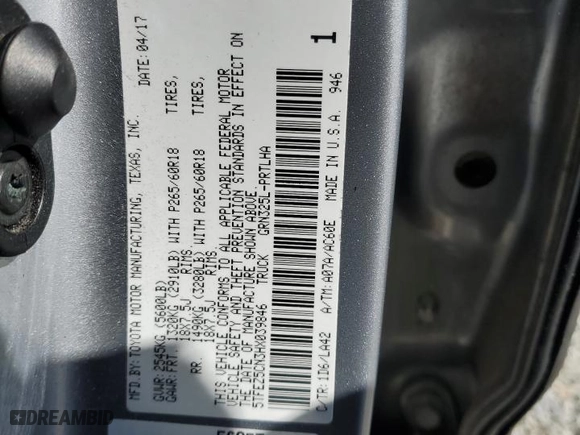 MFD.BY:TOYOTA MOTOR MANUFACTURING, TEXAS, INC. DATE: 04/17
GVWR: 2545KG (5600LB)
GAWR: FRT. 1320KG (2910LB) WITH P265/60R18 TIRES,
18X7.5J RIMS
RR. 1490KG (3280LB) WITH P265/60R18 TIRES,
18X7.5J RIMS
THIS VEHICLE CONFORMS TO ALL APPLICABLE FEDERAL MOTOR
VEHICLE SAFETY AND THEFT PREVENTION STANDARDS IN EFFECT ON
THE DATE OF MANUFACTURE SHOWN ABOVE.
5TFEZ5CN3HX039846 TRUCK GRN325L-PRTLHA
C/TR: 1D6/LA42 A/TM: A07A/AC60E MADE IN U.S.A. 946
1
ADESA
FOREVERDEALER.COM